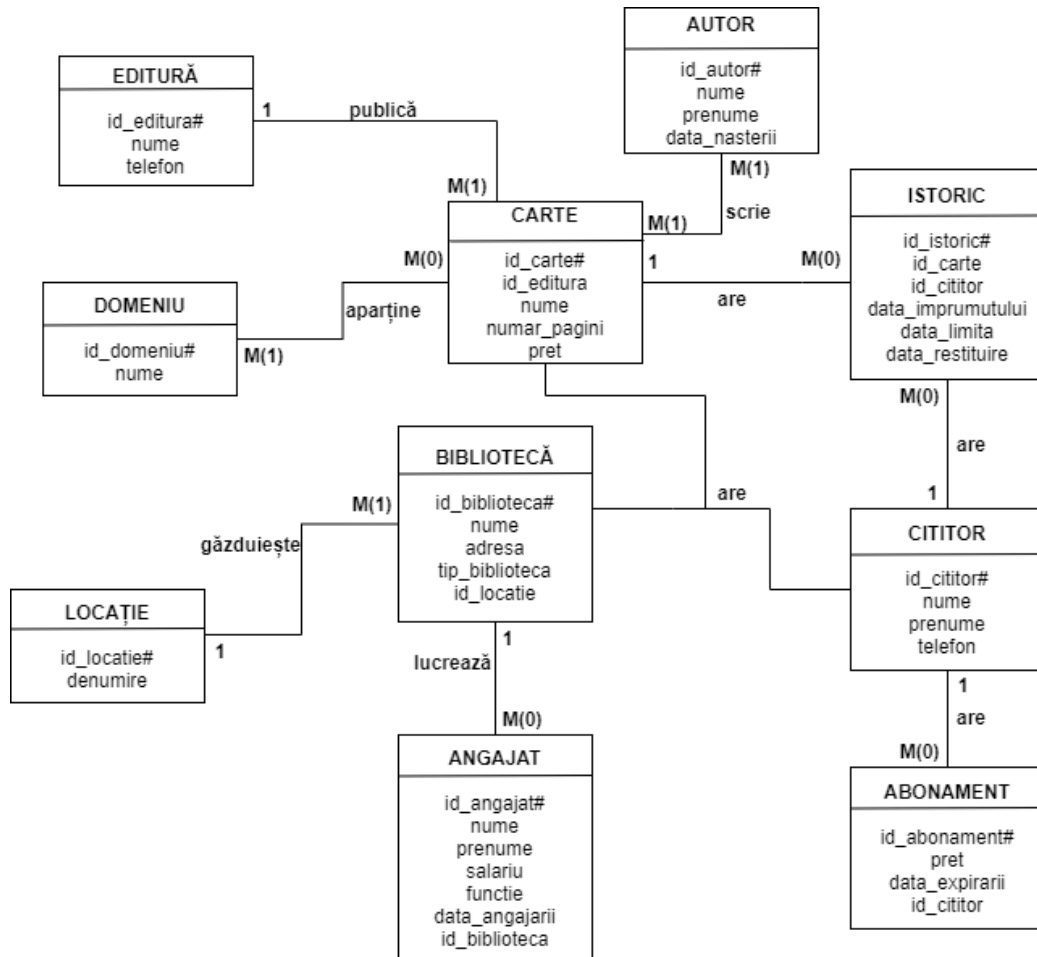 AUTOR
id_autor#
nume
prenume
data_nasterii
EDITURĂ
id_editura#
nume
telefon
1
publică
M(1)
M(1)
scrie
M(1)
CARTE
id_carte#
id_editura
nume
numar_pagini
pret
ISTORIC
id_istoric#
id_carte
id_cititor
data_imprumutului
data_limita
data_restituire
1
are
M(0)
M(0)
aparține
M(1)
DOMENIU
id_domeniu#
nume
M(0)
are
1
BIBLIOTECĂ
id_biblioteca#
nume
adresa
tip_biblioteca
id_locatie
are
CITITOR
id_cititor#
nume
prenume
telefon
M(1)
găzduiește
1
LOCAȚIE
id_locatie#
denumire
1
lucrează
M(0)
1
are
M(0)
ANGAJAT
id_angajat#
nume
prenume
salariu
functie
data_angajarii
id_biblioteca
ABONAMENT
id_abonament#
pret
data_expirarii
id_cititor